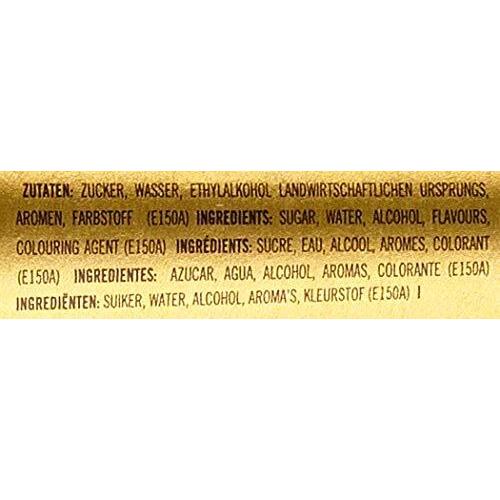 ZUTATEN: ZUCKER, WASSER, ETHYLALKOHOL LANDWIRTSCHAFTLICHEN URSPRUNGS,
AROMEN, FARBSTOFF (E150A) INGREDIENTS: SUGAR, WATER, ALCOHOL, FLAVOURS,
COLOURING AGENT (E150A) INGRÉDIENTS: SUCRE, EAU, ALCOOL, AROMES, COLORANT
(E150A) INGREDIENTES: AZUCAR, AGUA, ALCOHOL, AROMAS, COLORANTE (E150A)
INGREDIËNTEN: SUIKER, WATER, ALCOHOL, AROMA'S, KLEURSTOF (E150A) |